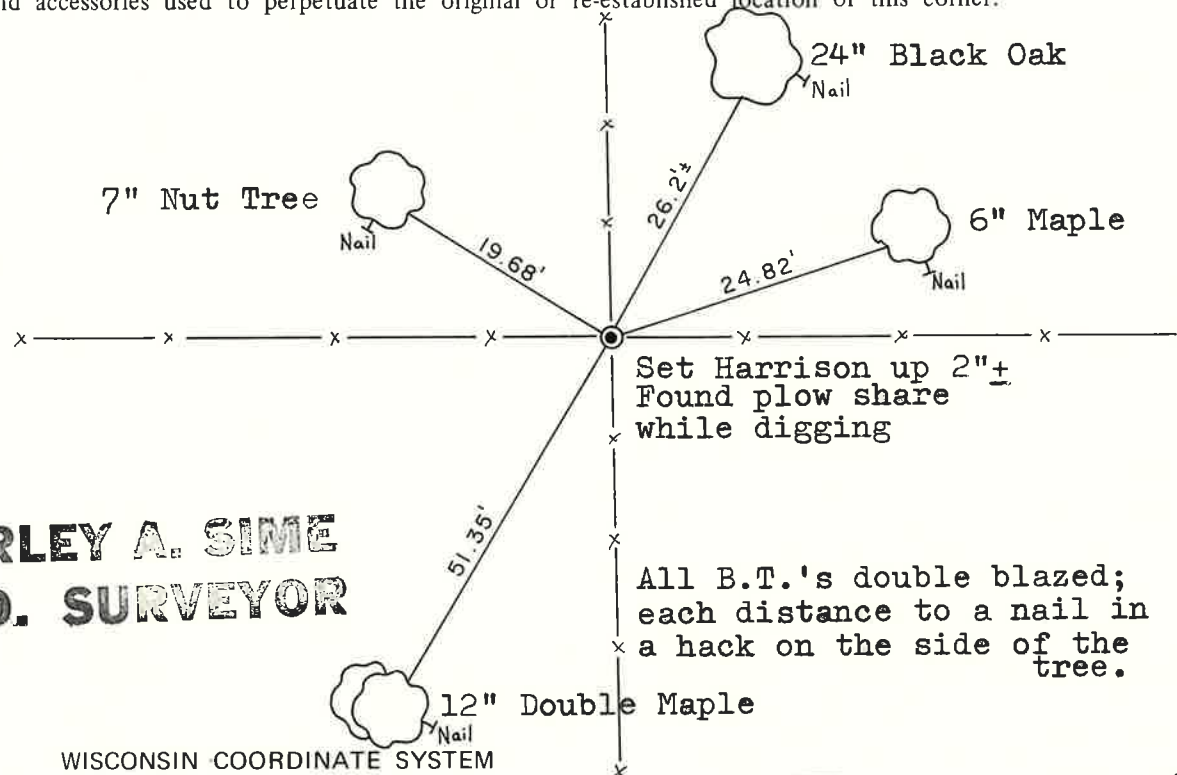 nd accessories used to perpetuate the original or re-established location of this corner.
24" Black Oak
Nail
7" Nut Tree
Nail
26.2'±
6" Maple
Nail
19.68'
24.82'
Set Harrison up 2"±
Found plow share
while digging
51.35'
RLEY A. SIME
O. SURVEYOR
All B.T.'s double blazed;
each distance to a nail in
a hack on the side of the
tree.
12" Double Maple
Nail
WISCONSIN COORDINATE SYSTEM